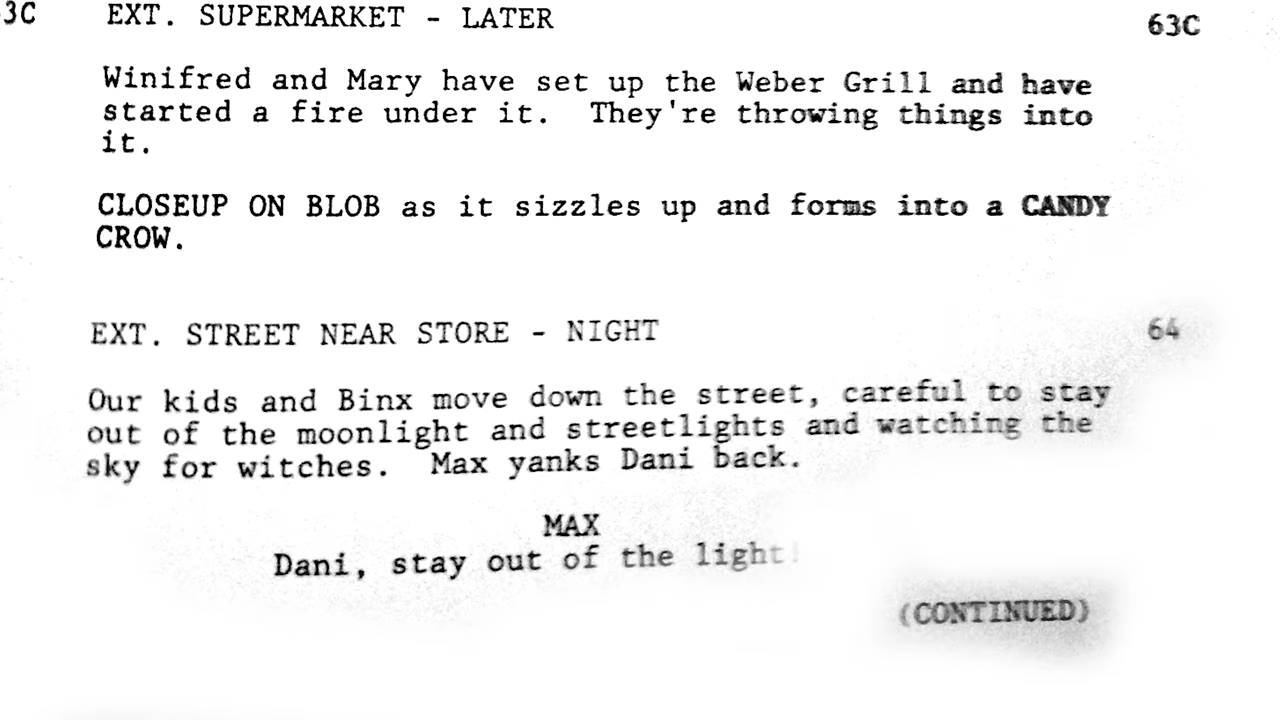 3C EXT. SUPERMARKET - LATER 63C
Winifred and Mary have set up the Weber Grill and have
started a fire under it. They're throwing things into
it.
CLOSEUP ON BLOB as it sizzles up and forms into a CANDY
CROW.
EXT. STREET NEAR STORE - NIGHT 64
Our kids and Binx move down the street, careful to stay
out of the moonlight and streetlights and watching the
sky for witches. Max yanks Dani back.
MAX
Dani, stay out of the light!
(CONTINUED)